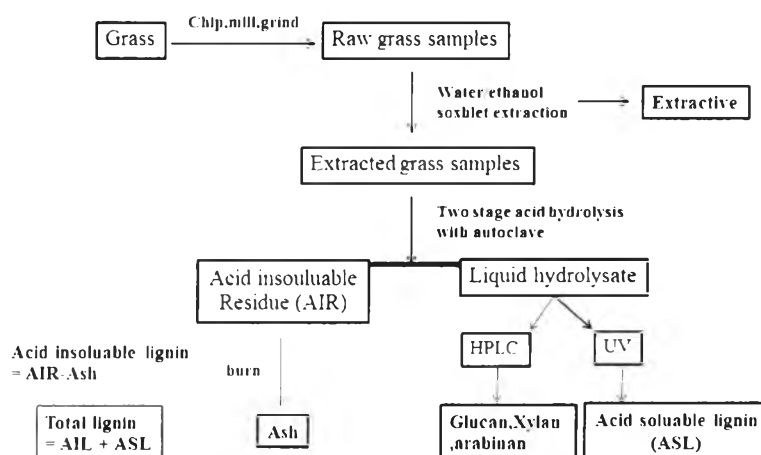 Chip,mill,grind
Grass
Raw grass samples
Water ethanol
soxblet extraction
Extractive
Extracted grass samples
Two stage acid hydrolysis
with autoclave
Acid insouluable
Residue (AIR)
Liquid hydrolysate
Acid insoluable lignin
= AIR-Ash
burn
HPLC
UV
Total lignin
= AIL + ASL
Ash
Glucan,Xylan
,arabinan
Acid soluable lignin
(ASL)